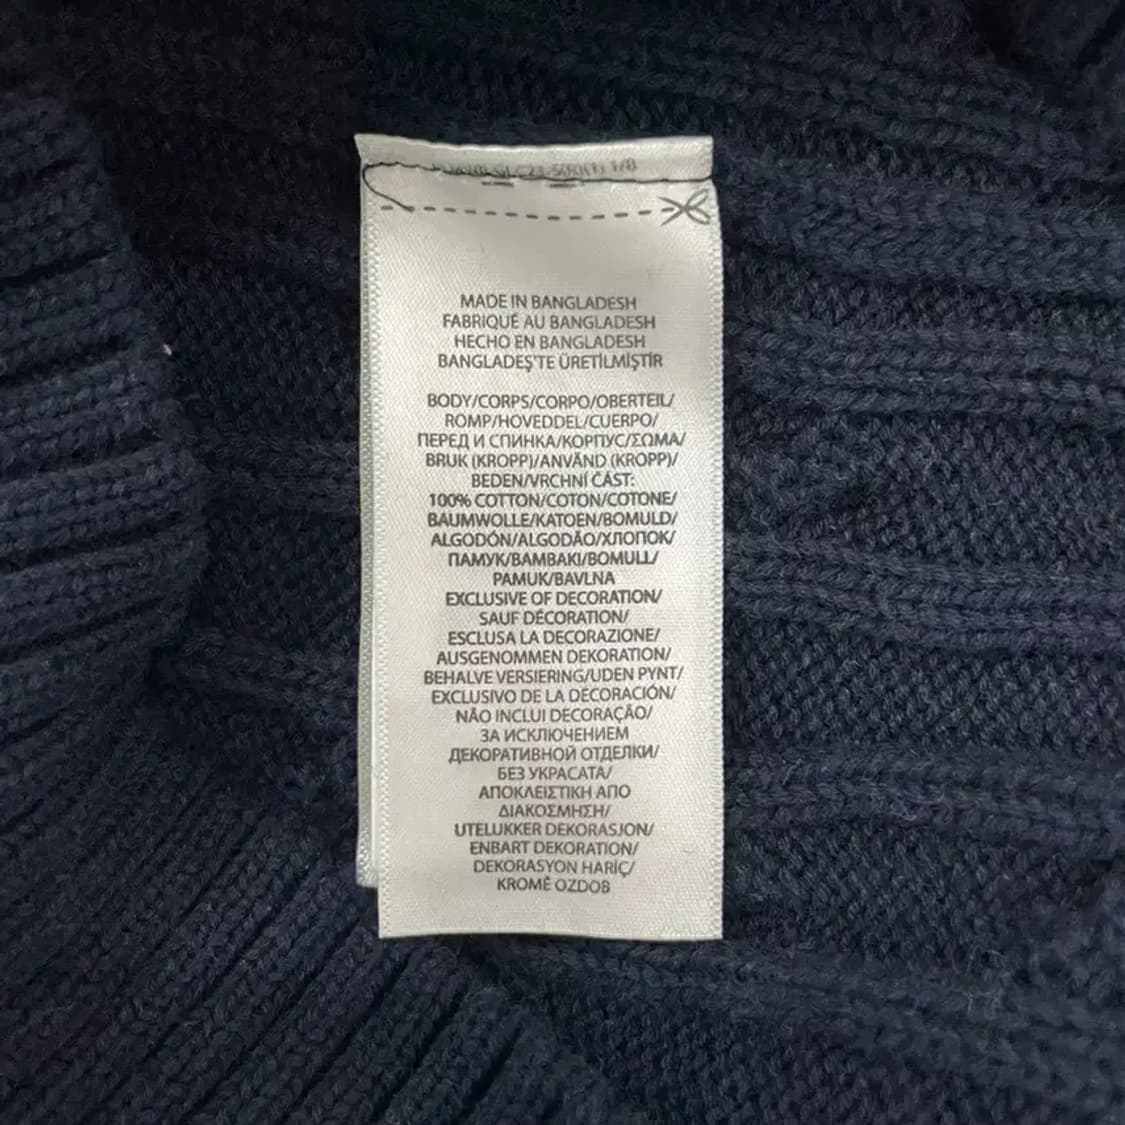 1/8
MADE IN BANGLADESH
FABRIQUÉ AU BANGLADESH
HECHO EN BANGLADESH
BANGLADEŞ'TE ÜRETİLMİŞTİR
BODY/CORPS/CORPO/OBERTEIL/
ROMP/HOVEDDEL/CUERPO/
ПЕРЕД И СПИНКА/КОРПУС/ΣΩΜΑ/
BRUK (KROPP)/ANVÄND (KROPP)/
BEDEN/VRCHNÍ ČÁST:
100% COTTON/COTON/COTONE/
BAUMWOLLE/KATOEN/BOMULD/
ALGODÓN/ALGODÃO/ХЛОПОК/
ПАМУК/ΒΑΜΒΑΚΙ/BOMULL/
PAMUK/BAVLNA
EXCLUSIVE OF DECORATION/
SAUF DÉCORATION/
ESCLUSA LA DECORAZIONE/
AUSGENOMMEN DEKORATION/
BEHALVE VERSIERING/UDEN PYNT/
EXCLUSIVO DE LA DECORACIÓN/
NÃO INCLUI DECORAÇÃO/
ЗА ИСКЛЮЧЕНИЕМ
ДЕКОРАТИВНОЙ ОТДЕЛКИ/
БЕЗ УКРАСАТА/
ΑΠΟΚΛΕΙΣΤΙΚΗ ΑΠΟ
ΔΙΑΚΟΣΜΗΣΗ/
UTELUKKER DEKORASJON/
ENBART DEKORATION/
DEKORASYON HARİÇ/
KROMĚ OZDOB